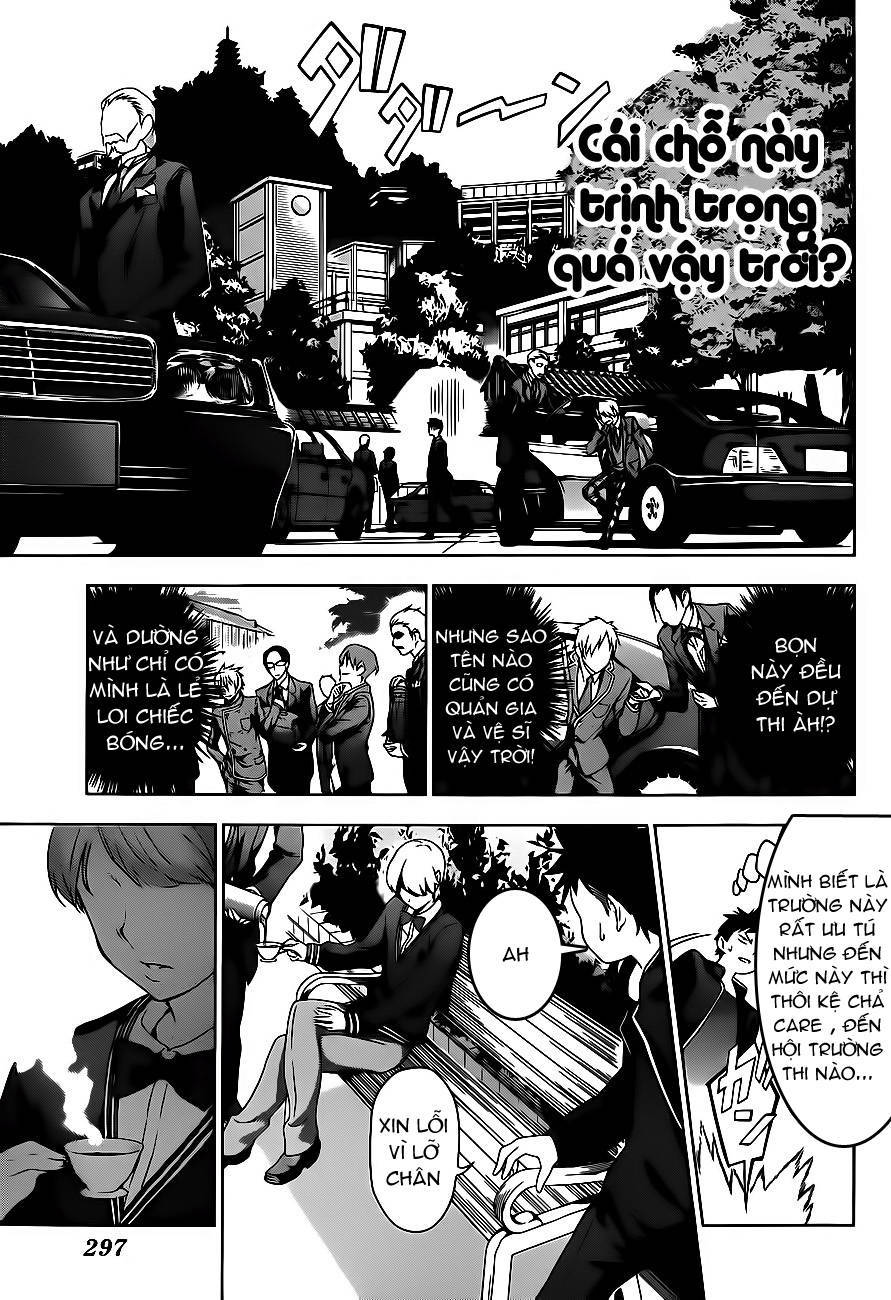 ダダーン
Cái chỗ này
trịnh trọng
quá vậy trời?
BỌN
NÀY ĐỀU
ĐẾN DỰ
THI ÀH!?
NHƯNG SAO
TÊN NÀO
CŨNG CÓ
QUẢN GIA
VÀ VỆ SĨ
VẬY TRỜI!
VÀ DƯỜNG
NHƯ CHỈ CÓ
MÌNH LÀ LẺ
LOI CHIẾC
BÓNG...
MÌNH BIẾT LÀ
TRƯỜNG NÀY
RẤT ƯU TÚ
NHƯNG ĐẾN
MỨC NÀY THÌ
THÔI KỆ CHẢ
CARE , ĐẾN
HỘI TRƯỜNG
THI NÀO...
ガン
AH
XIN LỖI
VÌ LỠ
CHÂN
297